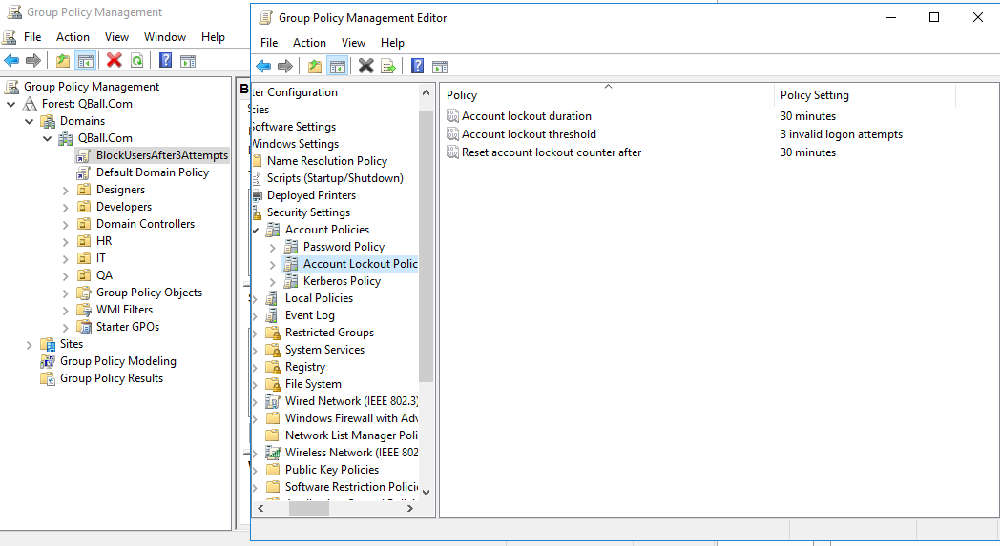 Group Policy Management
File Action View Window Help
Group Policy Management
Forest: QBall.Com
Domains
QBall.Com
BlockUsersAfter3Attempts
Default Domain Policy
Designers
Developers
Domain Controllers
HR
IT
QA
Group Policy Objects
WMI Filters
Starter GPOs
Sites
Group Policy Modeling
Group Policy Results
B
Group Policy Management Editor
File Action View Help
ter Configuration
cies
oftware Settings
Windows Settings
Name Resolution Policy
Scripts (Startup/Shutdown)
Deployed Printers
Security Settings
Account Policies
Password Policy
Account Lockout Polic
Kerberos Policy
Local Policies
Event Log
Restricted Groups
System Services
Registry
File System
Wired Network (IEEE 802.3)
Windows Firewall with Adv
Network List Manager Poli
Wireless Network (IEEE 802
Public Key Policies
Software Restriction Policie
Policy Policy Setting
Account lockout duration 30 minutes
Account lockout threshold 3 invalid logon attempts
Reset account lockout counter after 30 minutes